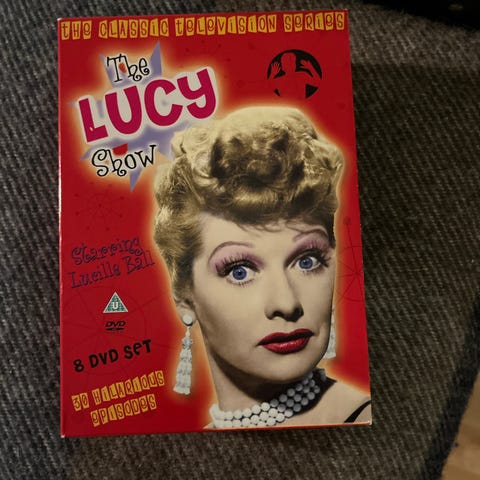 the CLASSIC television SERIES
The
LUCY
Show
Starring
Lucille Ball
U
DVD
8 DVD SET
30 HILARIOUS
EPISODES